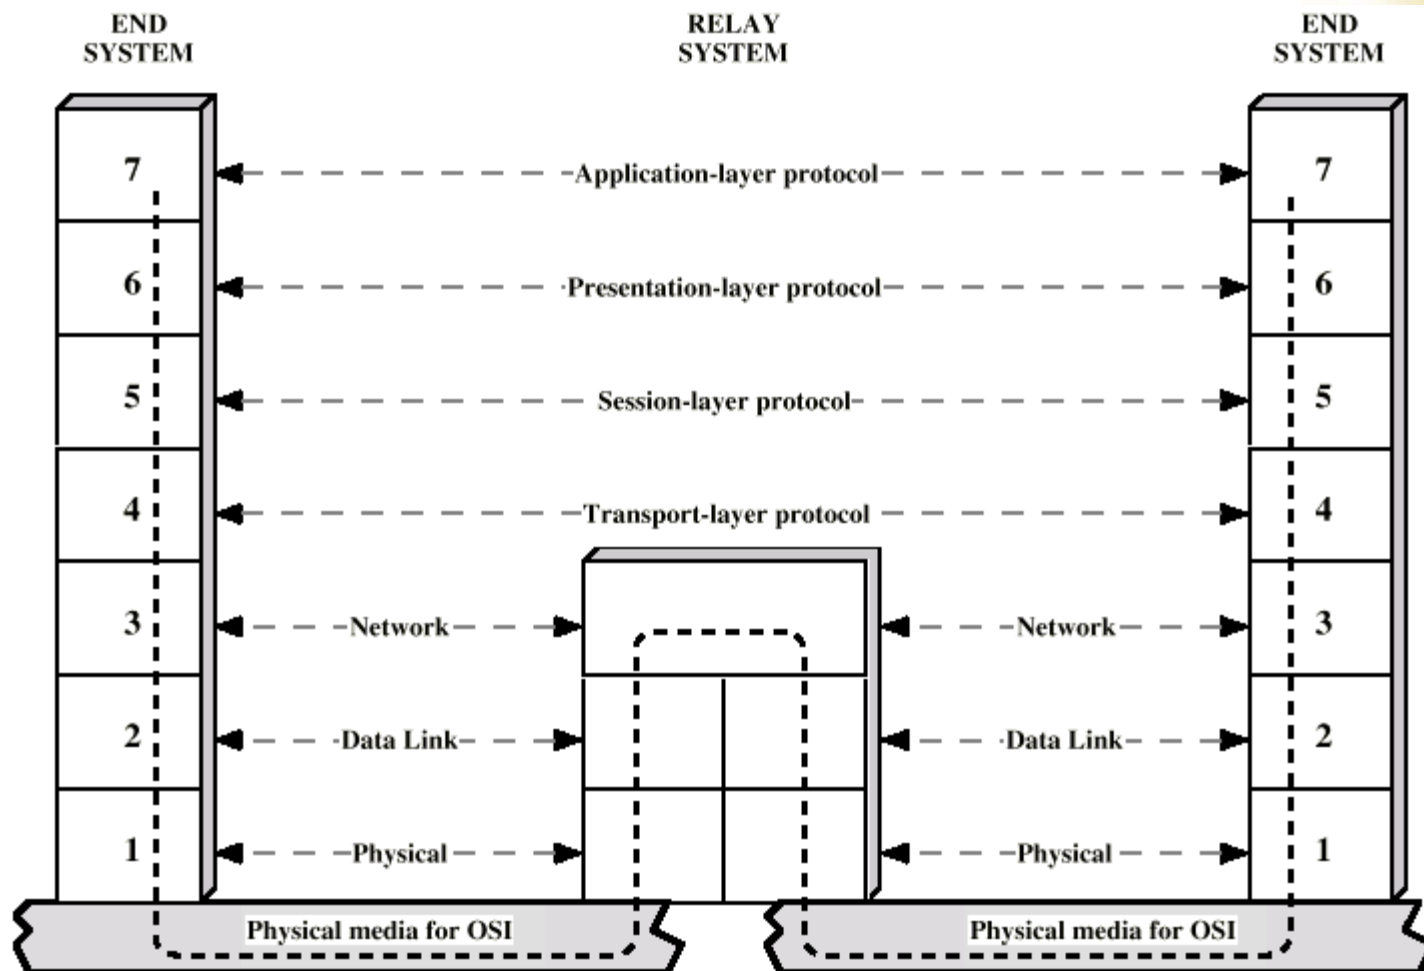 END
SYSTEM
RELAY
SYSTEM
END
SYSTEM
7
Application-layer protocol
7
6
Presentation-layer protocol
6
5
Session-layer protocol
5
4
Transport-layer protocol
4
3
Network
Network
3
2
Data Link
Data Link
2
1
Physical
Physical
1
Physical media for OSI
Physical media for OSI